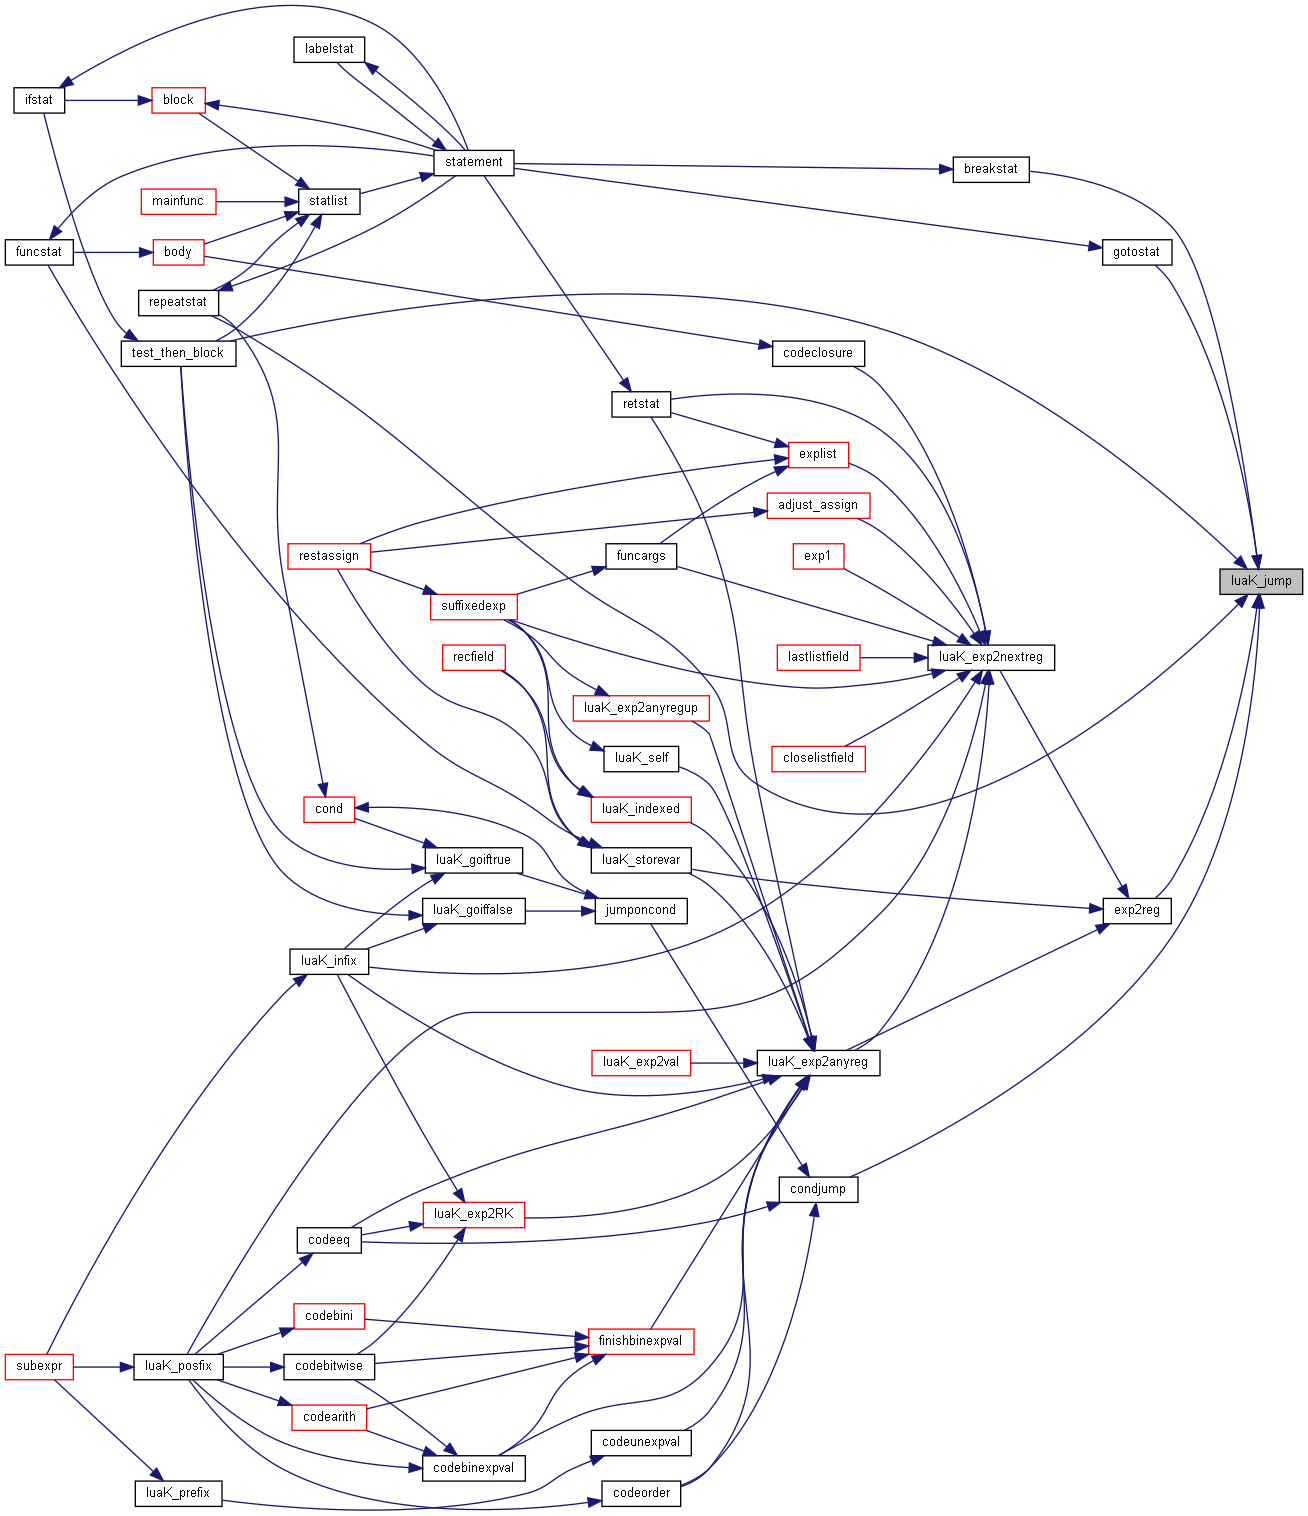 labelstat
ifstat
block
statement
breakstat
mainfunc
statlist
funcstat
body
gotostat
repeatstat
test_then_block
codeclosure
retstat
explist
adjust_assign
restassign
funcargs
exp1
luaK_jump
suffixedexp
recfield
lastlistfield
luaK_exp2nextreg
luaK_exp2anyregup
luaK_self
closelistfield
cond
luaK_indexed
luaK_goiftrue
luaK_storevar
luaK_goiffalse
jumponcond
exp2reg
luaK_infix
luaK_exp2val
luaK_exp2anyreg
condjump
luaK_exp2RK
codeeq
codebini
finishbinexpval
subexpr
luaK_posfix
codebitwise
codearith
codeunexpval
codebinexpval
luaK_prefix
codeorder